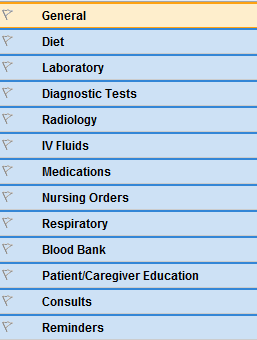 General
Diet
Laboratory
Diagnostic Tests
Radiology
IV Fluids
Medications
Nursing Orders
Respiratory
Blood Bank
Patient/Caregiver Education
Consults
Reminders